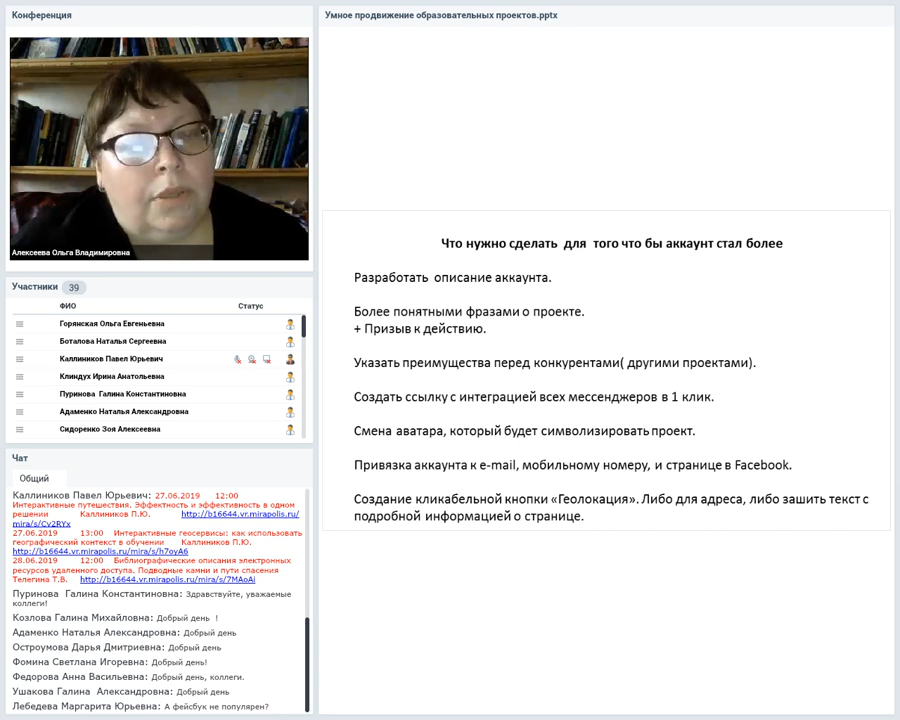 Конференция
Алексеева Ольга Владимировна
Участники 39
ФИО Статус
Горянская Ольга Евгеньевна
Боталова Наталья Сергеевна
Каллиников Павел Юрьевич
Клиндух Ирина Анатольевна
Пуринова Галина Константиновна
Адаменко Наталья Александровна
Сидоренко Зоя Алексеевна
Чат
Общий
Каллиников Павел Юрьевич: 27.06.2019 12:00
Интерактивные путешествия. Эффектность и эффективность в одном
решении Каллиников П.Ю. http://b16644.vr.mirapolis.ru/
mira/s/Cv2RYx
27.06.2019 13:00 Интерактивные геосервисы: как использовать
географический контекст в обучении Каллиников П.Ю.
http://b16644.vr.mirapolis.ru/mira/s/h7oyA6
28.06.2019 12:00 Библиографические описания электронных
ресурсов удаленного доступа. Подводные камни и пути спасения
Телегина Т.В. http://b16644.vr.mirapolis.ru/mira/s/7MAoAi
Пуринова Галина Константиновна: Здравствуйте, уважаемые
коллеги!
Козлова Галина Михайловна: Добрый день !
Адаменко Наталья Александровна: Добрый день
Остроумова Дарья Дмитриевна: Добрый день
Фомина Светлана Игоревна: Добрый день!
Федорова Анна Васильевна: Добрый день, коллеги.
Ушакова Галина Александровна: Добрый день
Лебедева Маргарита Юрьевна: А фейсбук не популярен?
Умное продвижение образовательных проектов.pptx
Что нужно сделать для того что бы аккаунт стал более
Разработать описание аккаунта.
Более понятными фразами о проекте.
+ Призыв к действию.
Указать преимущества перед конкурентами( другими проектами).
Создать ссылку с интеграцией всех мессенджеров в 1 клик.
Смена аватара, который будет символизировать проект.
Привязка аккаунта к e-mail, мобильному номеру, и странице в Facebook.
Создание кликабельной кнопки «Геолокация». Либо для адреса, либо зашить текст с
подробной информацией о странице.